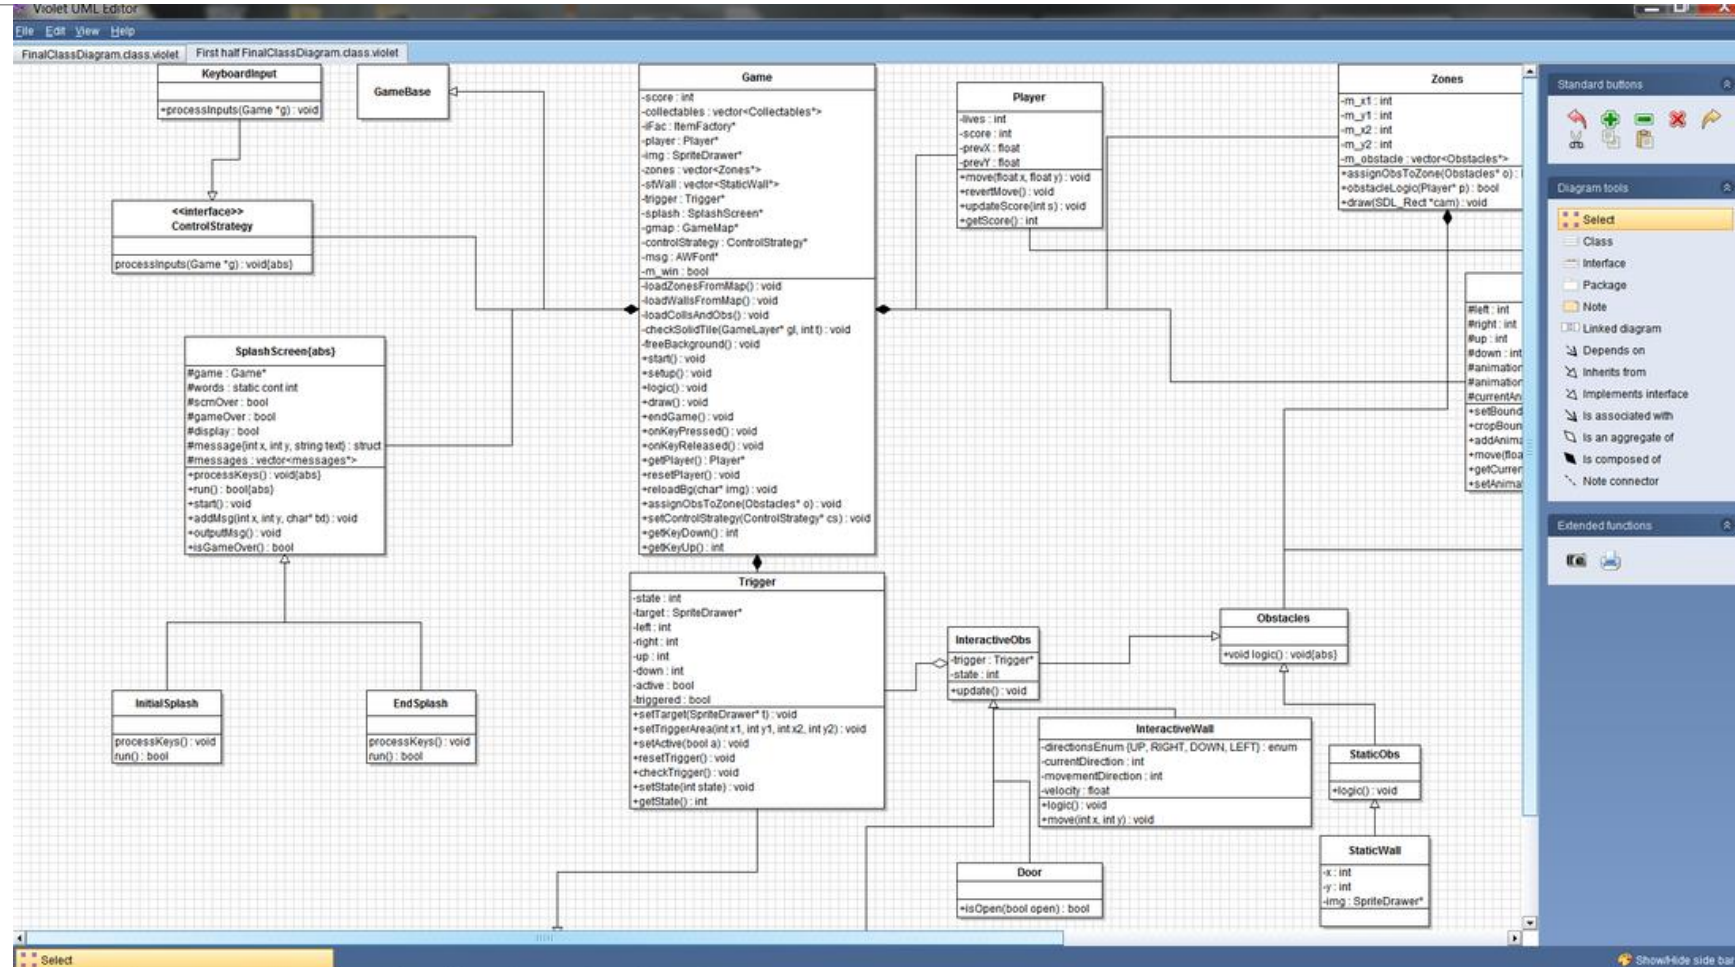 Violet UML Editor
File Edit View Help
FinalClassDiagram.class.violet
First half FinalClassDiagram.class.violet
KeyboardInput
+processInputs(Game *g) : void
GameBase
<<interface>>
ControlStrategy
processInputs(Game *g) : void{abs}
SplashScreen{abs}
#game : Game*
#words : static cont int
#scrnOver : bool
#gameOver : bool
#display : bool
#message(int x, int y, string text) : struct
#messages : vector<messages*>
+processKeys() : void{abs}
+run() : bool{abs}
+start() : void
+addMsg(int x, int y, char* txt) : void
+outputMsg() : void
+isGameOver() : bool
InitialSplash
processKeys() : void
run() : bool
EndSplash
processKeys() : void
run() : bool
Game
-score : int
-collectables : vector<Collectables*>
-iFac : ItemFactory*
-player : Player*
-img : SpriteDrawer*
-zones : vector<Zones*>
-stWall : vector<StaticWall*>
-trigger : Trigger*
-splash : SplashScreen*
-gmap : GameMap*
-controlStrategy : ControlStrategy*
-msg : AWFont*
-m_win : bool
-loadZonesFromMap() : void
-loadWallsFromMap() : void
-loadCollsAndObs() : void
-checkSolidTile(GameLayer* gl, int t) : void
-freeBackground() : void
+start() : void
+setup() : void
+logic() : void
+draw() : void
+endGame() : void
+onKeyPressed() : void
+onKeyReleased() : void
+getPlayer() : Player*
+resetPlayer() : void
+reloadBg(char* img) : void
+assignObsToZone(Obstacles* o) : void
+setControlStrategy(ControlStrategy* cs) : void
+getKeyDown() : int
+getKeyUp() : int
Trigger
-state : int
-target : SpriteDrawer*
-left : int
-right : int
-up : int
-down : int
-active : bool
-triggered : bool
+setTarget(SpriteDrawer* t) : void
+setTriggerArea(int x1, int y1, int x2, int y2) : void
+setActive(bool a) : void
+resetTrigger() : void
+checkTrigger() : void
+setState(int state) : void
+getState() : int
Player
-lives : int
-score : int
-prevX : float
-prevY : float
+move(float x, float y) : void
+revertMove() : void
+updateScore(int s) : void
+getScore() : int
Zones
-m_x1 : int
-m_y1 : int
-m_x2 : int
-m_y2 : int
-m_obstacle : vector<Obstacles*>
+assignObsToZone(Obstacles* o) :
+obstacleLogic(Player* p) : bool
+draw(SDL_Rect *cam) : void
#left : int
#right : int
#up : int
#down : int
#animation
#animation
#currentAn
+setBound
+cropBoun
+addAnima
+move(floa
+getCurren
+setAnima
Obstacles
+void logic() : void{abs}
InteractiveObs
-trigger : Trigger*
-state : int
+update() : void
InteractiveWall
-directionsEnum {UP, RIGHT, DOWN, LEFT} : enum
-currentDirection : int
-movementDirection : int
-velocity : float
+logic() : void
+move(int x, int y) : void
StaticObs
+logic() : void
StaticWall
-x : int
-y : int
-img : SpriteDrawer*
Door
+isOpen(bool open) : bool
Standard buttons
Diagram tools
Select
Class
Interface
Package
Note
Linked diagram
Depends on
Inherits from
Implements interface
Is associated with
Is an aggregate of
Is composed of
Note connector
Extended functions
Select
Show/Hide side bar